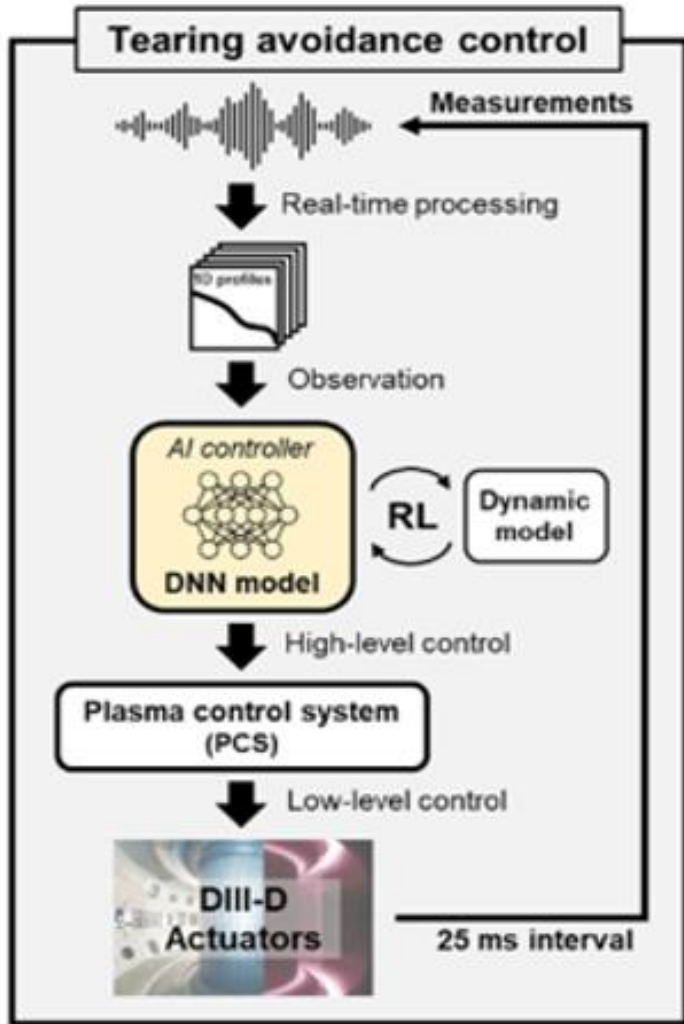 Tearing avoidance control
Measurements
Real-time processing
1D profiles
Observation
AI controller
DNN model
RL
Dynamic
model
High-level control
Plasma control system
(PCS)
Low-level control
DIII-D
Actuators
25 ms interval